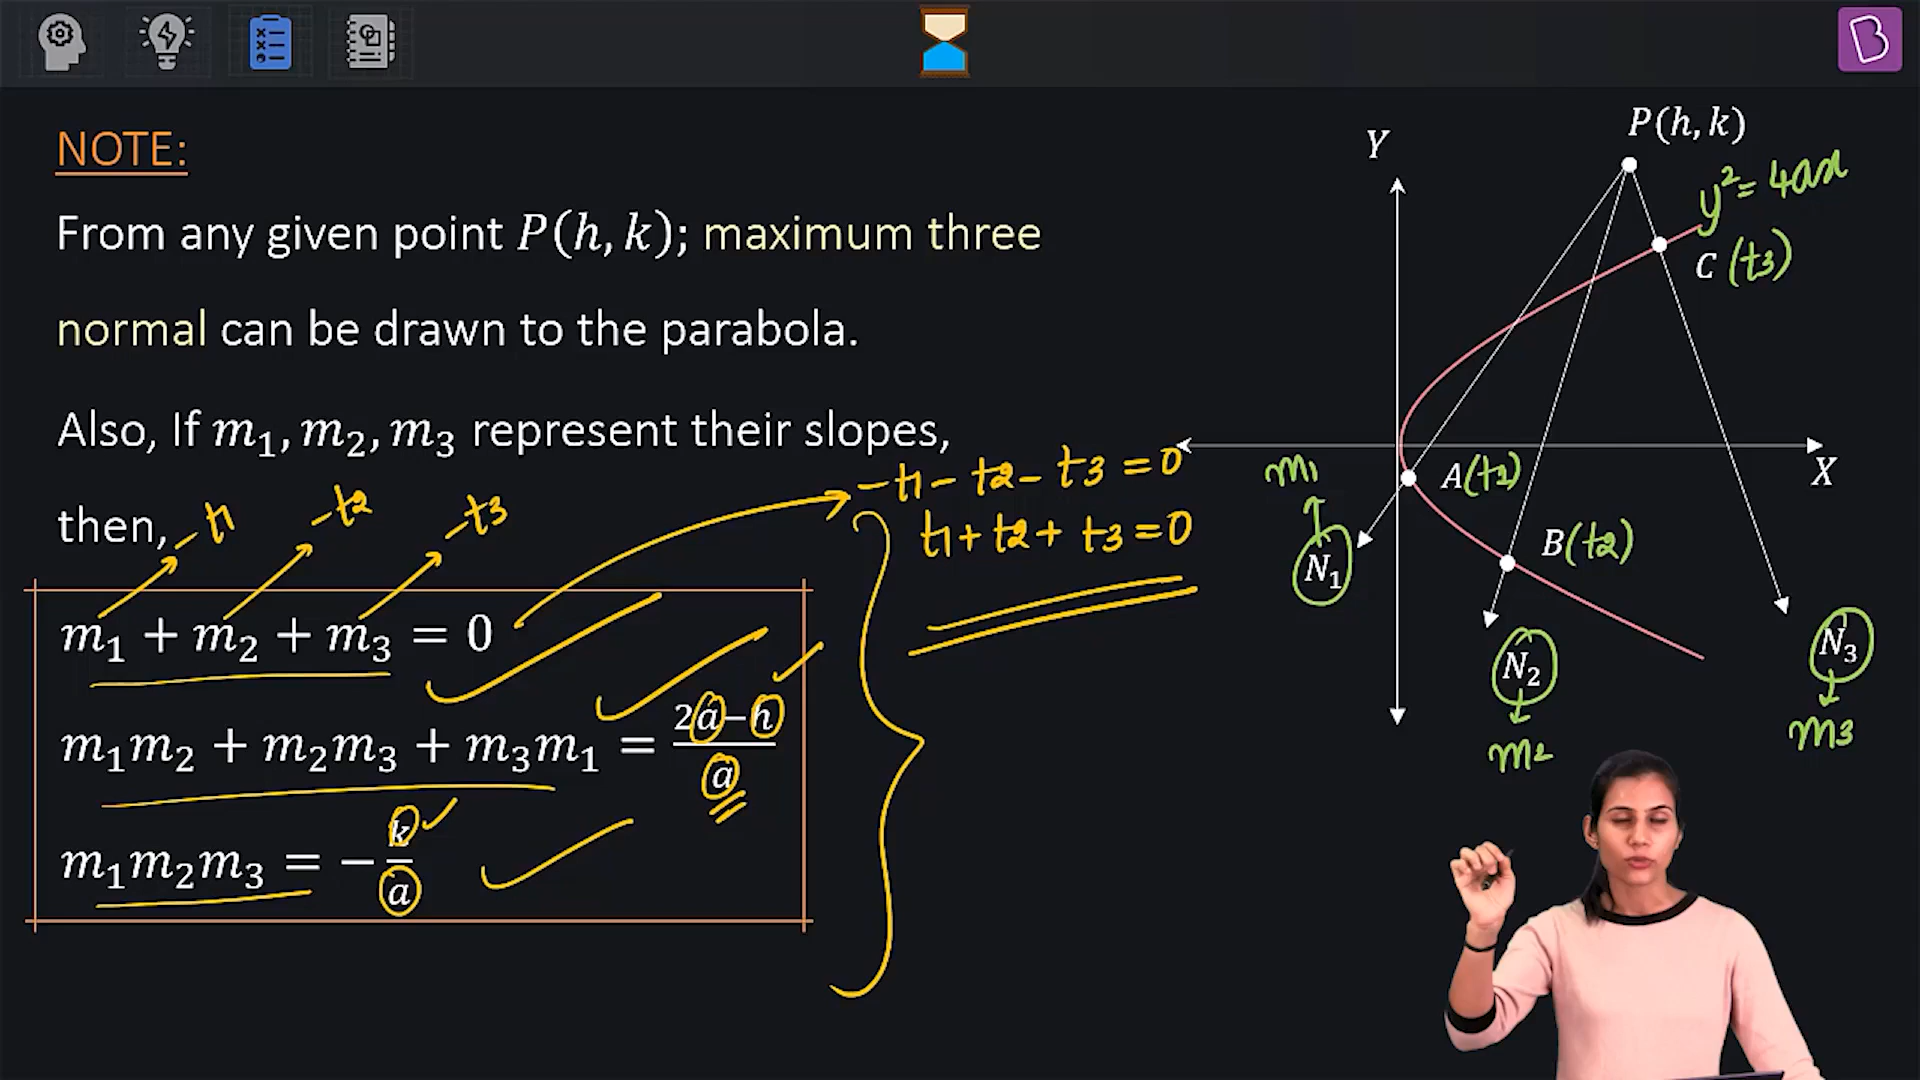 NOTE:
From any given point P(h, k); maximum three
normal can be drawn to the parabola.
Also, If m₁, m₂, m₃ represent their slopes,
then,
-t1
-t2
-t3
m₁ + m₂ + m₃ = 0
m₁m₂ + m₂m₃ + m₃m₁ = (2a−h)/a
m₁m₂m₃ = −k/a
-t1 - t2 - t3 = 0
t1 + t2 + t3 = 0
P(h, k)
Y
y² = 4ax
C (t3)
X
A(t1)
m1
N₁
B(t2)
N₂
m2
N₃
m3
B